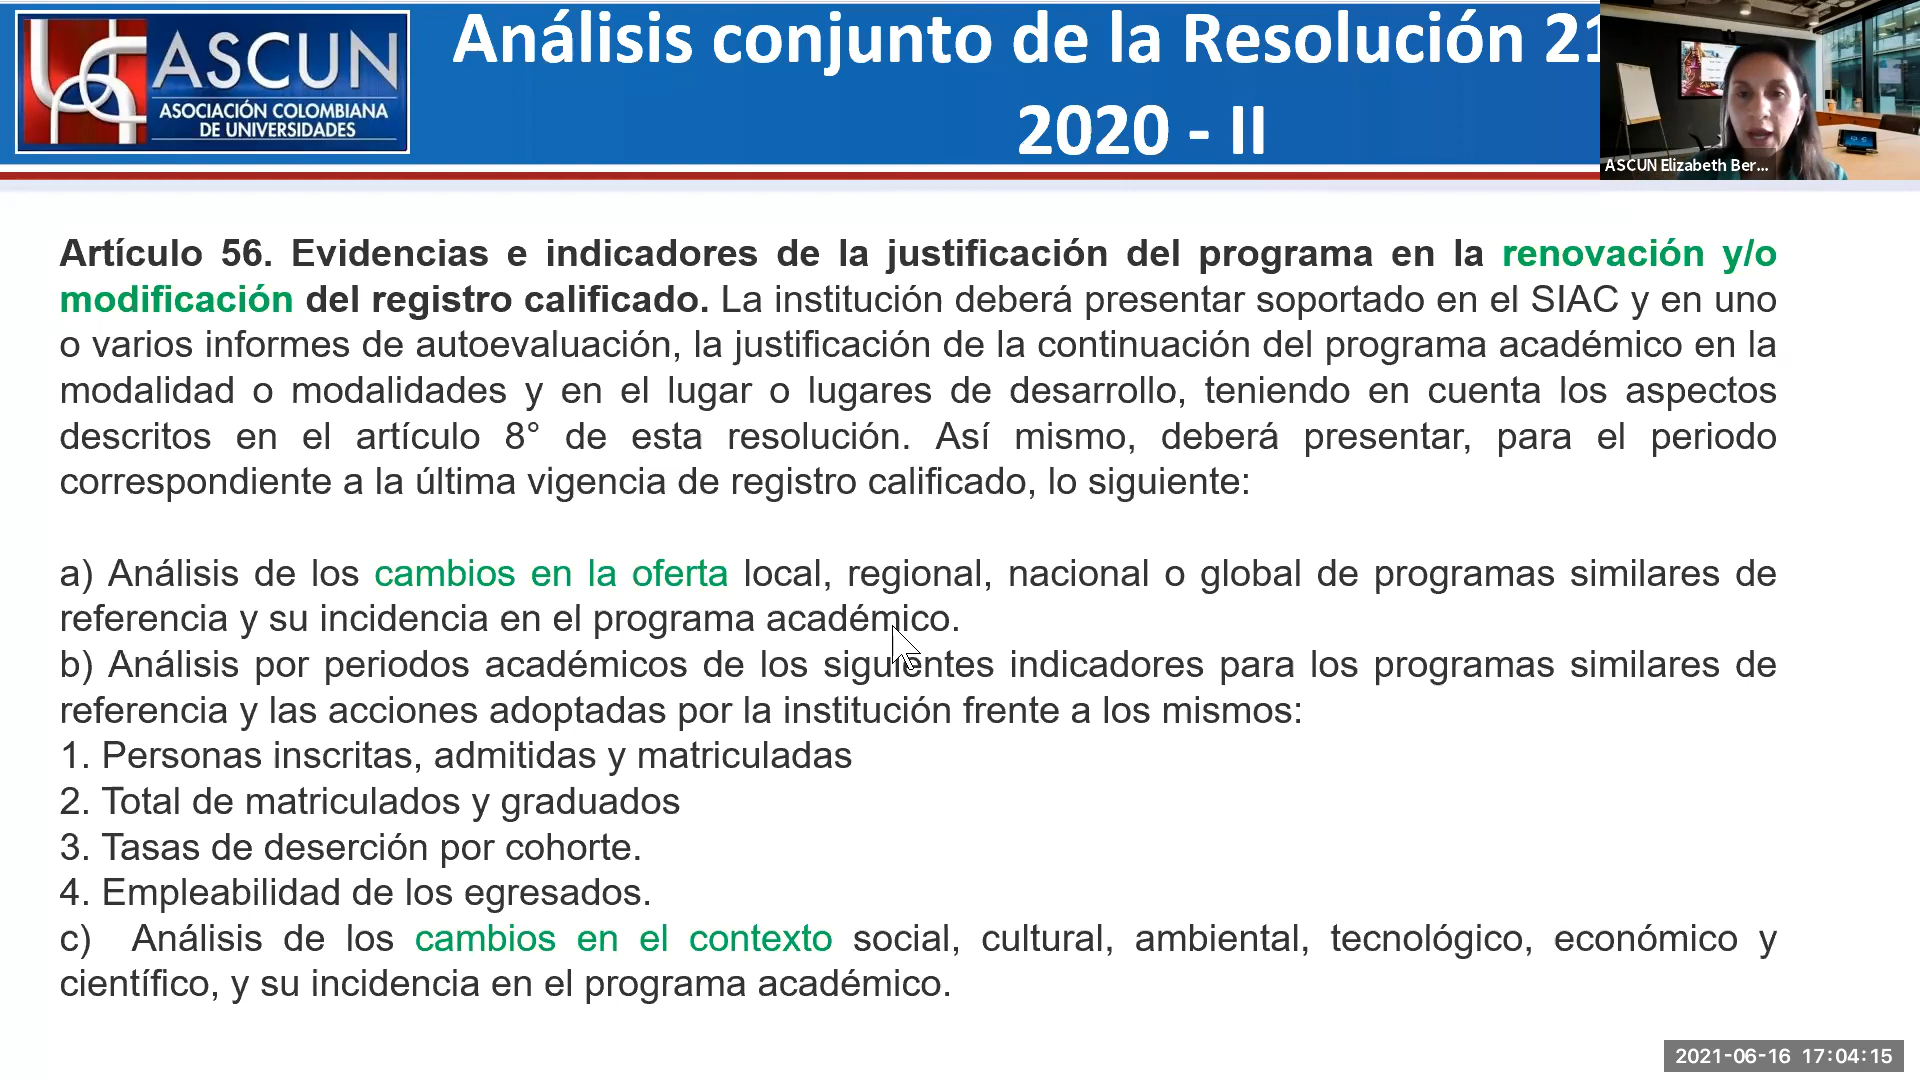 ASCUN
ASOCIACIÓN COLOMBIANA
DE UNIVERSIDADES
Análisis conjunto de la Resolución 21
2020 - II
ASCUN Elizabeth Ber...
Artículo 56. Evidencias e indicadores de la justificación del programa en la renovación y/o
modificación del registro calificado. La institución deberá presentar soportado en el SIAC y en uno
o varios informes de autoevaluación, la justificación de la continuación del programa académico en la
modalidad o modalidades y en el lugar o lugares de desarrollo, teniendo en cuenta los aspectos
descritos en el artículo 8° de esta resolución. Así mismo, deberá presentar, para el periodo
correspondiente a la última vigencia de registro calificado, lo siguiente:
a) Análisis de los cambios en la oferta local, regional, nacional o global de programas similares de
referencia y su incidencia en el programa académico.
b) Análisis por periodos académicos de los siguientes indicadores para los programas similares de
referencia y las acciones adoptadas por la institución frente a los mismos:
1. Personas inscritas, admitidas y matriculadas
2. Total de matriculados y graduados
3. Tasas de deserción por cohorte.
4. Empleabilidad de los egresados.
c) Análisis de los cambios en el contexto social, cultural, ambiental, tecnológico, económico y
científico, y su incidencia en el programa académico.
2021-06-16 17:04:15